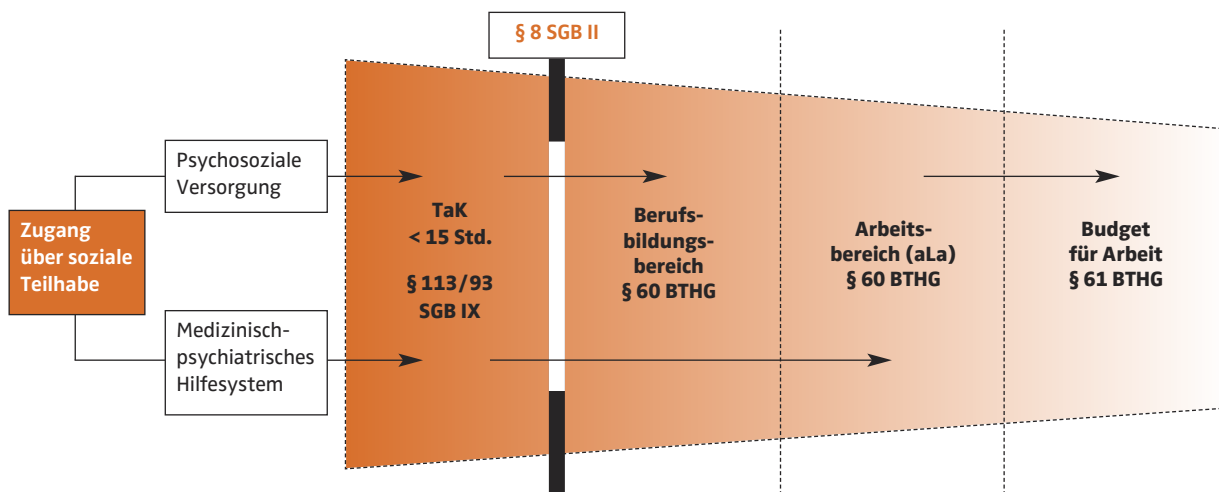 § 8 SGB II
Zugang
über soziale
Teilhabe
Psychosoziale
Versorgung
Medizinisch-
psychiatrisches
Hilfesystem
TaK
< 15 Std.
§ 113/93
SGB IX
Berufs-
bildungs-
bereich
§ 60 BTHG
Arbeits-
bereich (aLa)
§ 60 BTHG
Budget
für Arbeit
§ 61 BTHG